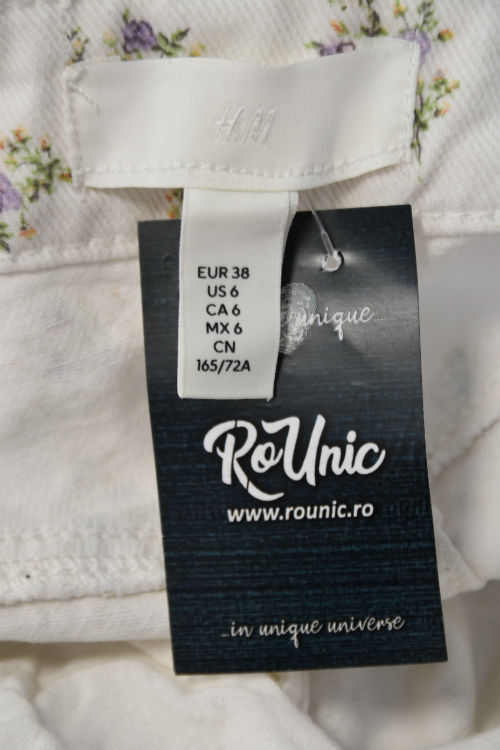 H&M
EUR 38
US 6
CA 6
MX 6
CN
165/72A
unique...
RoUnic
www.rounic.ro
...in unique universe